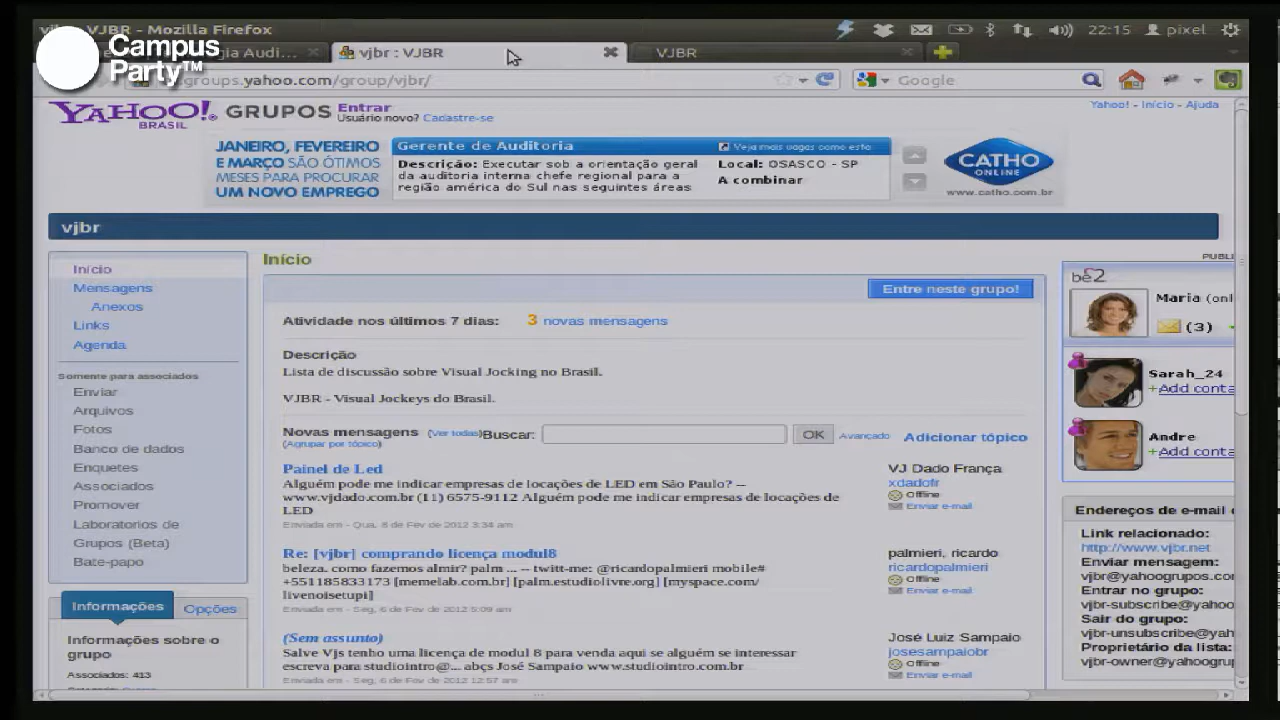 VJBR - Mozilla Firefox
22:15 pixel
Campus
Party™
gia Audi...
vjbr : VJBR
VJBR
groups.yahoo.com/group/vjbr/
Google
YAHOO! GRUPOS
BRASIL
Entrar
Usuário novo? Cadastre-se
Yahoo! - Início - Ajuda
JANEIRO, FEVEREIRO
E MARÇO SÃO ÓTIMOS
MESES PARA PROCURAR
UM NOVO EMPREGO
Gerente de Auditoria
Veja mais vagas como esta
Descrição: Executar sob a orientação geral
da auditoria interna chefe regional para a
região américa do Sul nas seguintes áreas
Local: OSASCO - SP
A combinar
CATHO
ONLINE
www.catho.com.br
vjbr
Início
Mensagens
Anexos
Links
Agenda
Somente para associados
Enviar
Arquivos
Fotos
Banco de dados
Enquetes
Associados
Promover
Laboratorios de
Grupos (Beta)
Bate-papo
Informações
Opções
Informações sobre o
grupo
Associados: 413
Início
Entre neste grupo!
Atividade nos últimos 7 dias: 3 novas mensagens
Descrição
Lista de discussão sobre Visual Jocking no Brasil.
VJBR - Visual Jockeys do Brasil.
Novas mensagens (Ver todas) Buscar: OK Avançado Adicionar tópico
(Agrupar por tópico)
Painel de Led
Alguém pode me indicar empresas de locações de LED em São Paulo? --
www.vjdado.com.br (11) 6575-9112 Alguém pode me indicar empresas de locações de
LED
Enviada em - Qua, 8 de Fev de 2012 3:34 am
VJ Dado França
xdadofr
Offline
Enviar e-mail
Re: [vjbr] comprando licença modul8
beleza. como fazemos almir? palm ... -- twitt-me: @ricardopalmieri mobile#
+551185833173 [memelab.com.br] [palm.estudiolivre.org] [myspace.com/
livenoisetupi]
Enviada em - Seg, 6 de Fev de 2012 5:09 am
palmieri, ricardo
ricardopalmieri
Offline
Enviar e-mail
(Sem assunto)
Salve Vjs tenho uma licença de modul 8 para venda aqui se alguém se interessar
escreva para studiointro@... abçs José Sampaio www.studiointro.com.br
Enviada em - Seg, 6 de Fev de 2012 12:57 am
José Luiz Sampaio
josesampaiobr
Offline
Enviar e-mail
PUBLI
be2
Maria (onl
(3)
Sarah_24
+Add conta
Andre
+Add conta
Endereços de e-mail
Link relacionado:
http://www.vjbr.net
Enviar mensagem:
vjbr@yahoogrupos.co
Entrar no grupo:
vjbr-subscribe@yahoo
Sair do grupo:
vjbr-unsubscribe@yah
Proprietário da lista:
vjbr-owner@yahoogru